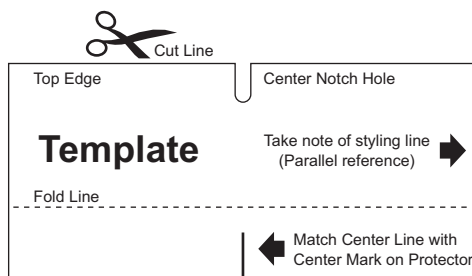 Cut Line
Top Edge
Center Notch Hole
Template
Take note of styling line
(Parallel reference)
Fold Line
Match Center Line with
Center Mark on Protector